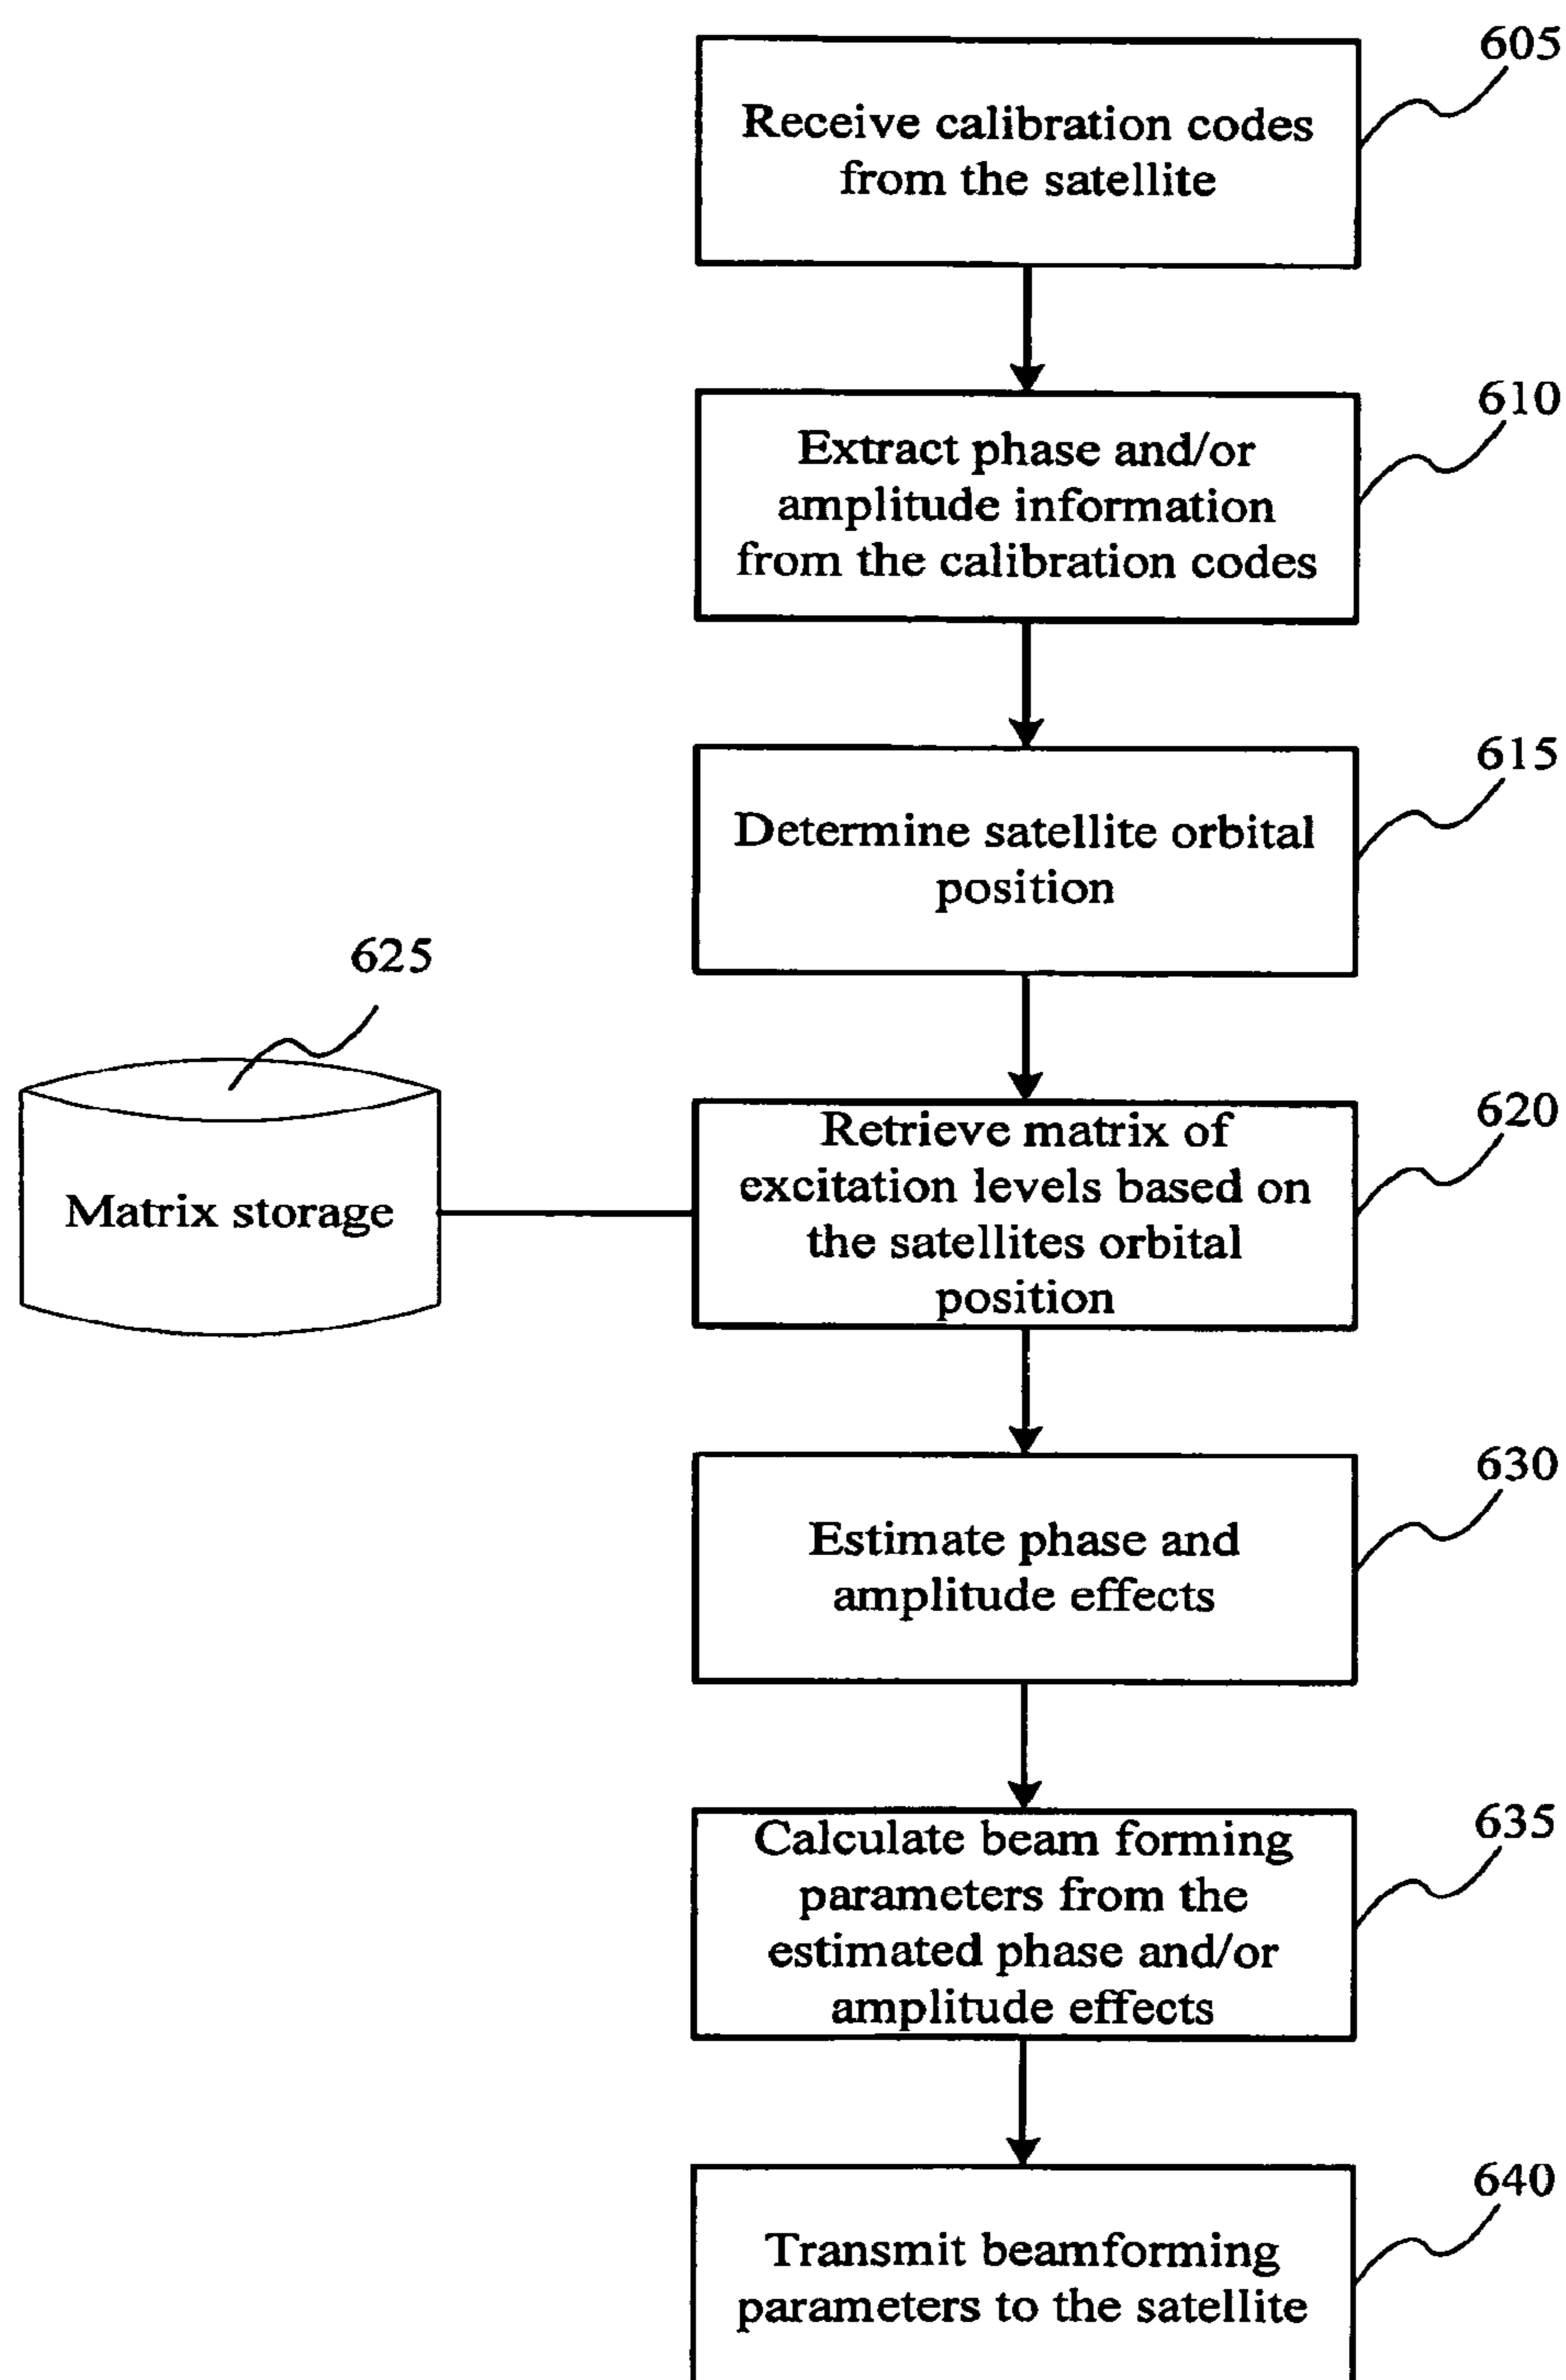 605
Receive calibration codes
from the satellite
610
Extract phase and/or
amplitude information
from the calibration codes
615
Determine satellite orbital
position
625
Matrix storage
620
Retrieve matrix of
excitation levels based on
the satellites orbital
position
630
Estimate phase and
amplitude effects
635
Calculate beam forming
parameters from the
estimated phase and/or
amplitude effects
640
Transmit beamforming
parameters to the satellite